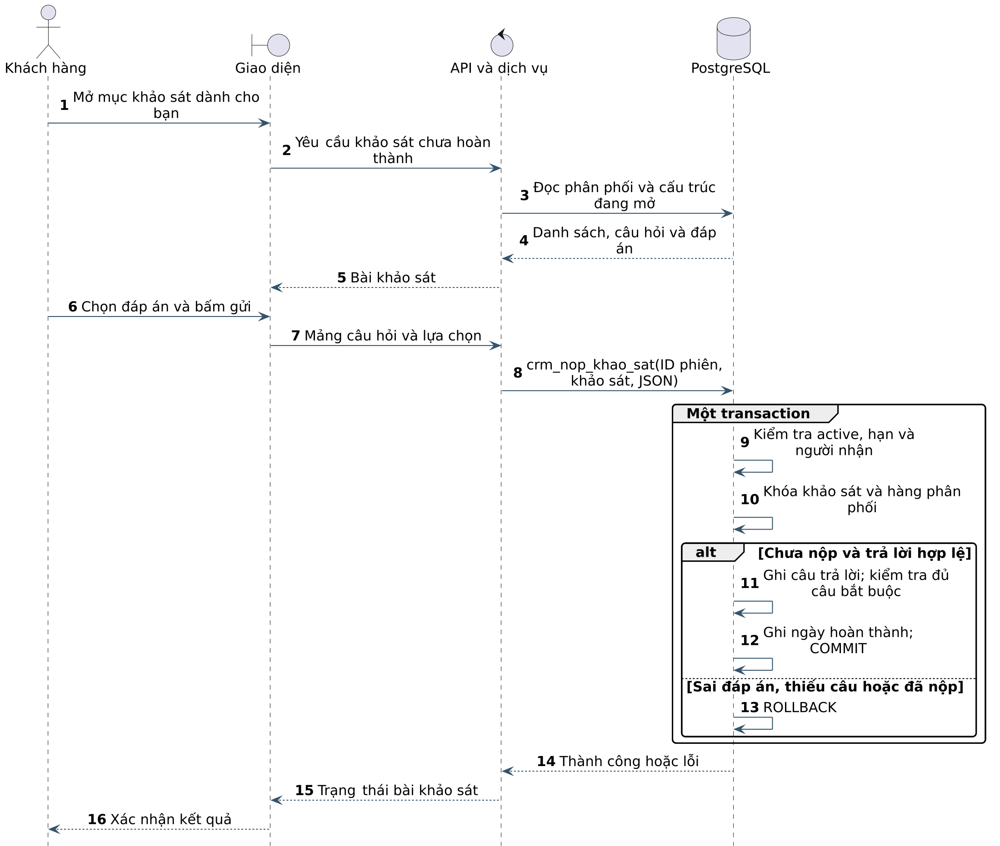 Khách hàng
Giao diện
API và dịch vụ
PostgreSQL
1 Mở mục khảo sát dành cho
bạn
2 Yêu cầu khảo sát chưa hoàn
thành
3 Đọc phân phối và cấu trúc
đang mở
4 Danh sách, câu hỏi và đáp
án
5 Bài khảo sát
6 Chọn đáp án và bấm gửi
7 Mảng câu hỏi và lựa chọn
8 crm_nop_khao_sat(ID phiên,
khảo sát, JSON)
Một transaction
9 Kiểm tra active, hạn và
người nhận
10 Khóa khảo sát và hàng phân
phối
alt [Chưa nộp và trả lời hợp lệ]
11 Ghi câu trả lời; kiểm tra đủ
câu bắt buộc
12 Ghi ngày hoàn thành;
COMMIT
[Sai đáp án, thiếu câu hoặc đã nộp]
13 ROLLBACK
14 Thành công hoặc lỗi
15 Trạng thái bài khảo sát
16 Xác nhận kết quả